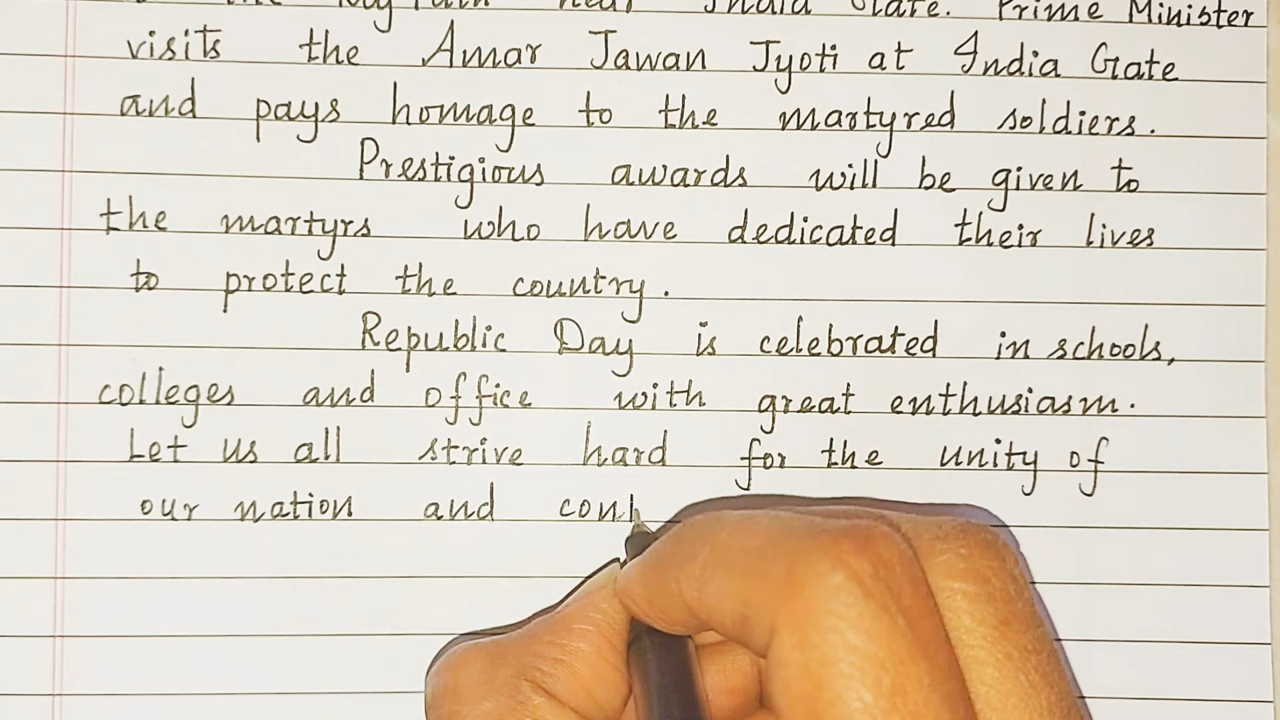 Prime Minister
visits the Amar Jawan Jyoti at India Gate
and pays homage to the martyred soldiers.
Prestigious awards will be given to
the martyrs who have dedicated their lives
to protect the country.
Republic Day is celebrated in schools,
colleges and office with great enthusiasm.
Let us all strive hard for the unity of
our nation and